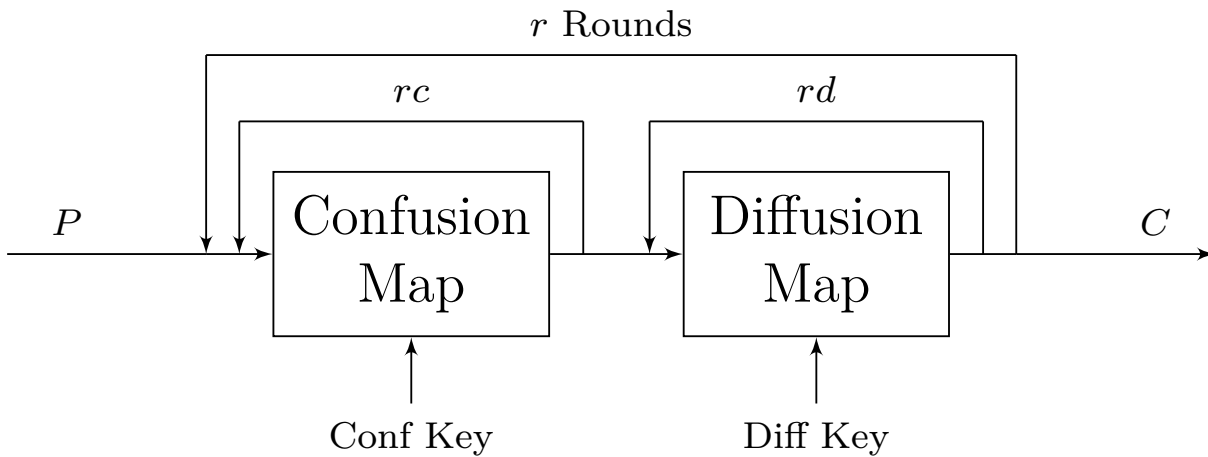 r Rounds
rc
rd
P
Confusion
Map
Diffusion
Map
C
Conf Key
Diff Key